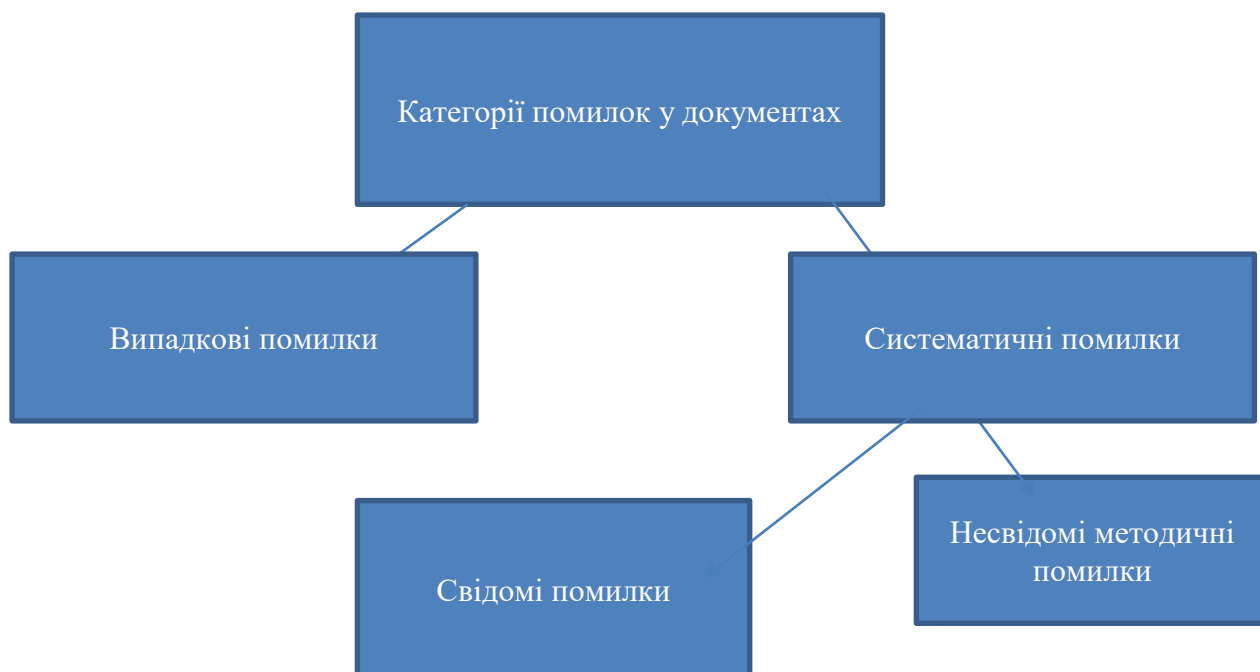 Категорії помилок у документах
Випадкові помилки
Систематичні помилки
Несвідомі методичні
помилки
Свідомі помилки